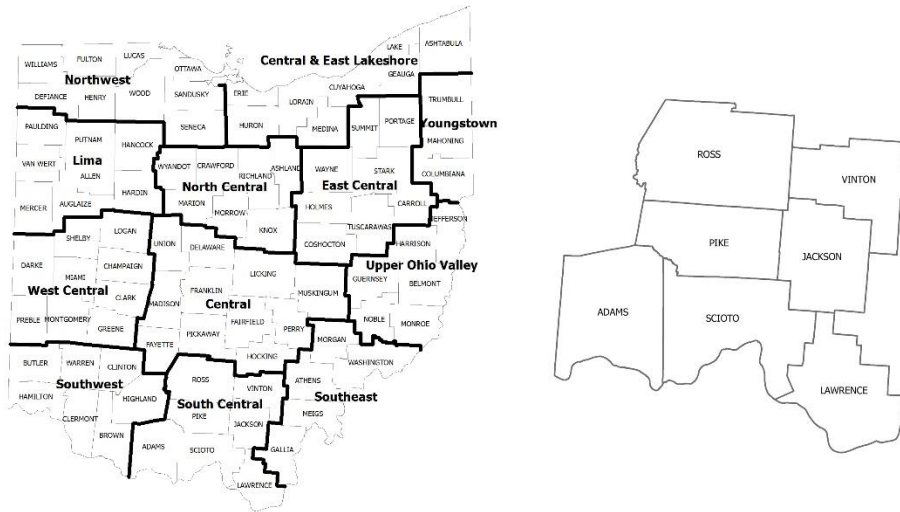 LAKE
ASHTABULA
FULTON
LUCAS
WILLIAMS
OTTAWA
Central & East Lakeshore
GEAUGA
Northwest
CUYAHOGA
DEFIANCE
HENRY
WOOD
SANDUSKY
ERIE
LORAIN
TRUMBULL
PAULDING
HURON
MEDINA
SUMMIT
PORTAGE
Youngstown
SENECA
PUTNAM
HANCOCK
MAHONING
VAN WERT
Lima
ALLEN
WYANDOT
CRAWFORD
RICHLAND
ASHLAND
WAYNE
STARK
COLUMBIANA
North Central
East Central
HARDIN
MARION
MERCER
AUGLAIZE
MORROW
HOLMES
CARROLL
JEFFERSON
KNOX
TUSCARAWAS
LOGAN
SHELBY
UNION
DELAWARE
COSHOCTON
HARRISON
DARKE
CHAMPAIGN
LICKING
Upper Ohio Valley
MIAMI
GUERNSEY
BELMONT
West Central
CLARK
MADISON
FRANKLIN
MUSKINGUM
Central
PREBLE
MONTGOMERY
GREENE
FAYETTE
PICKAWAY
FAIRFIELD
PERRY
NOBLE
MONROE
MORGAN
HOCKING
WASHINGTON
BUTLER
WARREN
CLINTON
Southwest
ROSS
VINTON
ATHENS
HAMILTON
HIGHLAND
South Central
Southeast
CLERMONT
PIKE
MEIGS
BROWN
JACKSON
ADAMS
SCIOTO
GALLIA
LAWRENCE
ROSS
VINTON
PIKE
JACKSON
ADAMS
SCIOTO
LAWRENCE